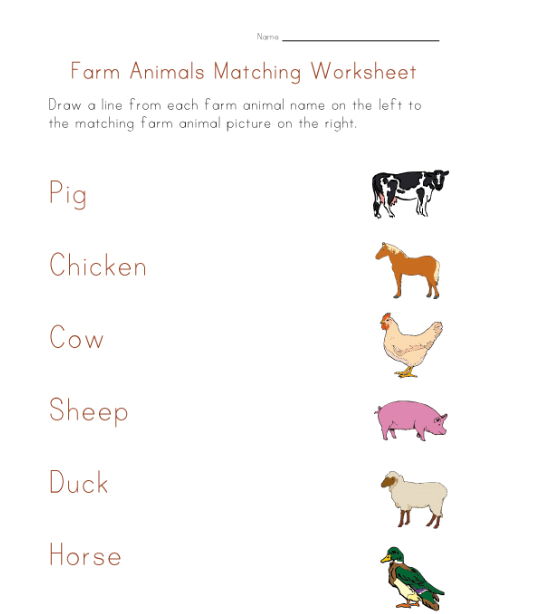 Name
Farm Animals Matching Worksheet
Draw a line from each farm animal name on the left to
the matching farm animal picture on the right.
Pig
Chicken
Cow
Sheep
Duck
Horse